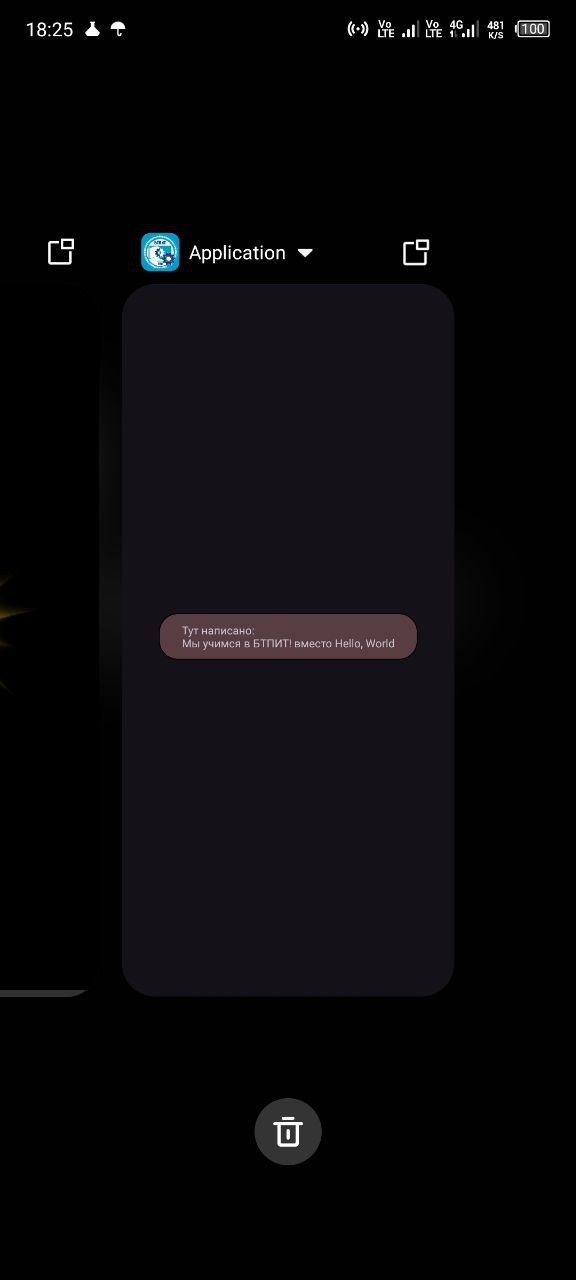 18:25
Vo
LTE
Vo
LTE
4G
481
K/S
100
Application
Тут написано:
Мы учимся в БТПИТ! вместо Hello, World